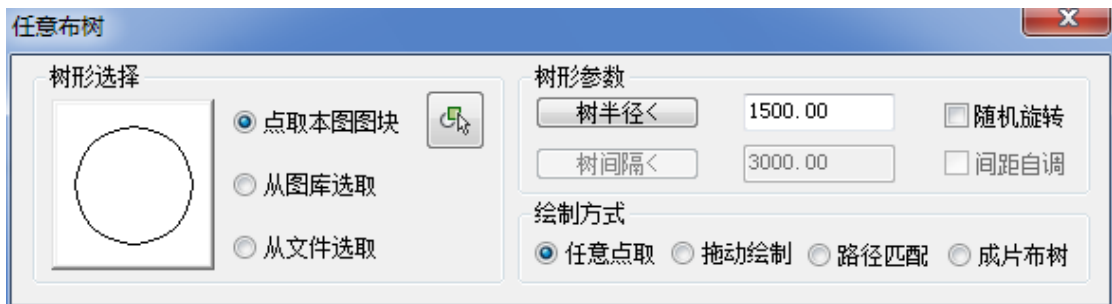 任意布树
树形选择
点取本图图块
从图库选取
从文件选取
树形参数
树半径< 1500.00 随机旋转
树间隔< 3000.00 间距自调
绘制方式
任意点取 拖动绘制 路径匹配 成片布树